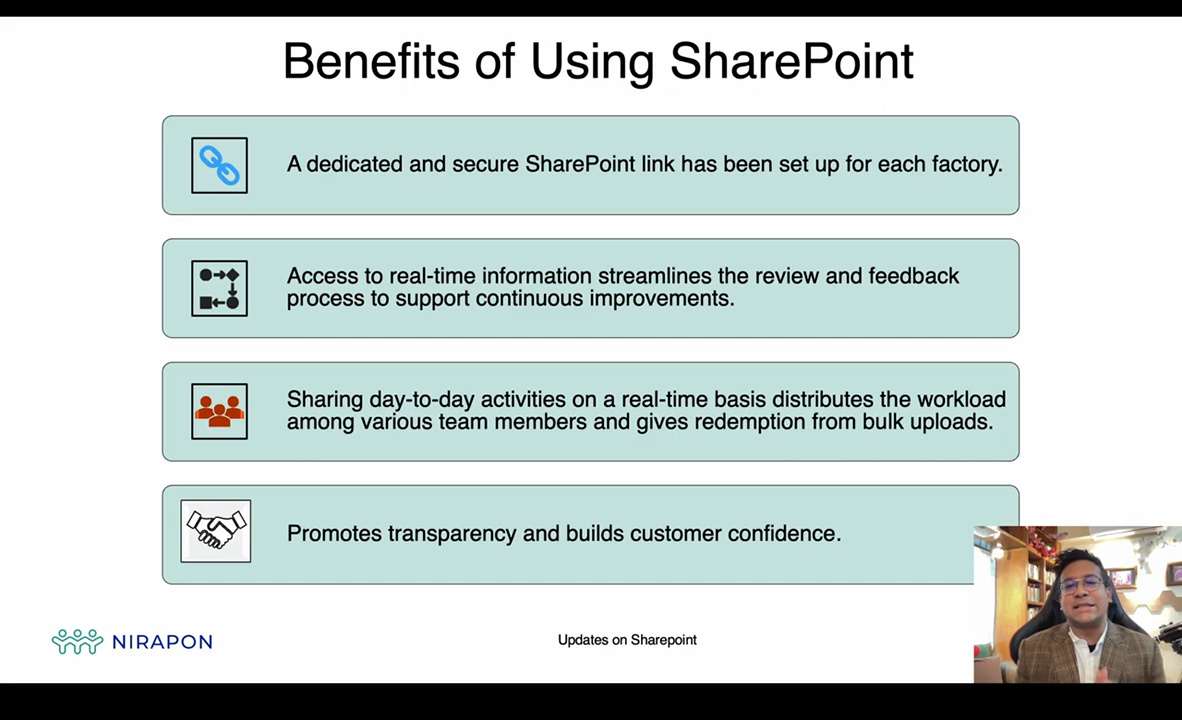 Benefits of Using SharePoint
A dedicated and secure SharePoint link has been set up for each factory.
Access to real-time information streamlines the review and feedback
process to support continuous improvements.
Sharing day-to-day activities on a real-time basis distributes the workload
among various team members and gives redemption from bulk uploads.
Promotes transparency and builds customer confidence.
NIRAPON
Updates on Sharepoint